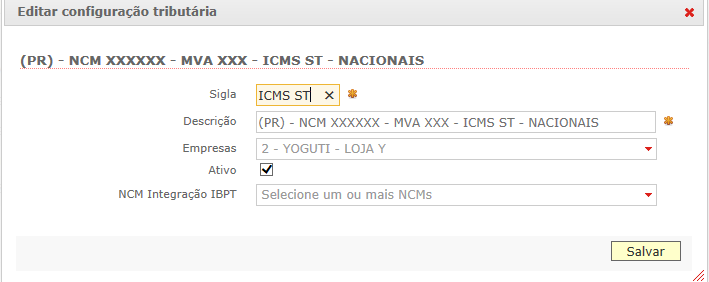 Editar configuração tributária
(PR) - NCM XXXXXX - MVA XXX - ICMS ST - NACIONAIS
Sigla ICMS ST
Descrição (PR) - NCM XXXXXX - MVA XXX - ICMS ST - NACIONAIS
Empresas 2 - YOGUTI - LOJA Y
Ativo
NCM Integração IBPT Selecione um ou mais NCMs
Salvar